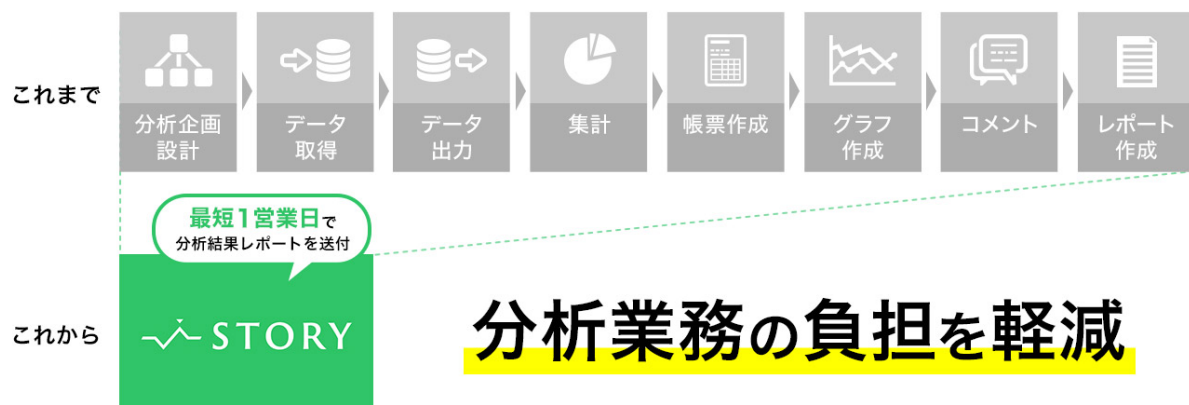 これまで
分析企画
設計
データ
取得
データ
出力
集計
帳票作成
グラフ
作成
コメント
レポート
作成
最短1営業日で
分析結果レポートを送付
これから
STORY
分析業務の負担を軽減